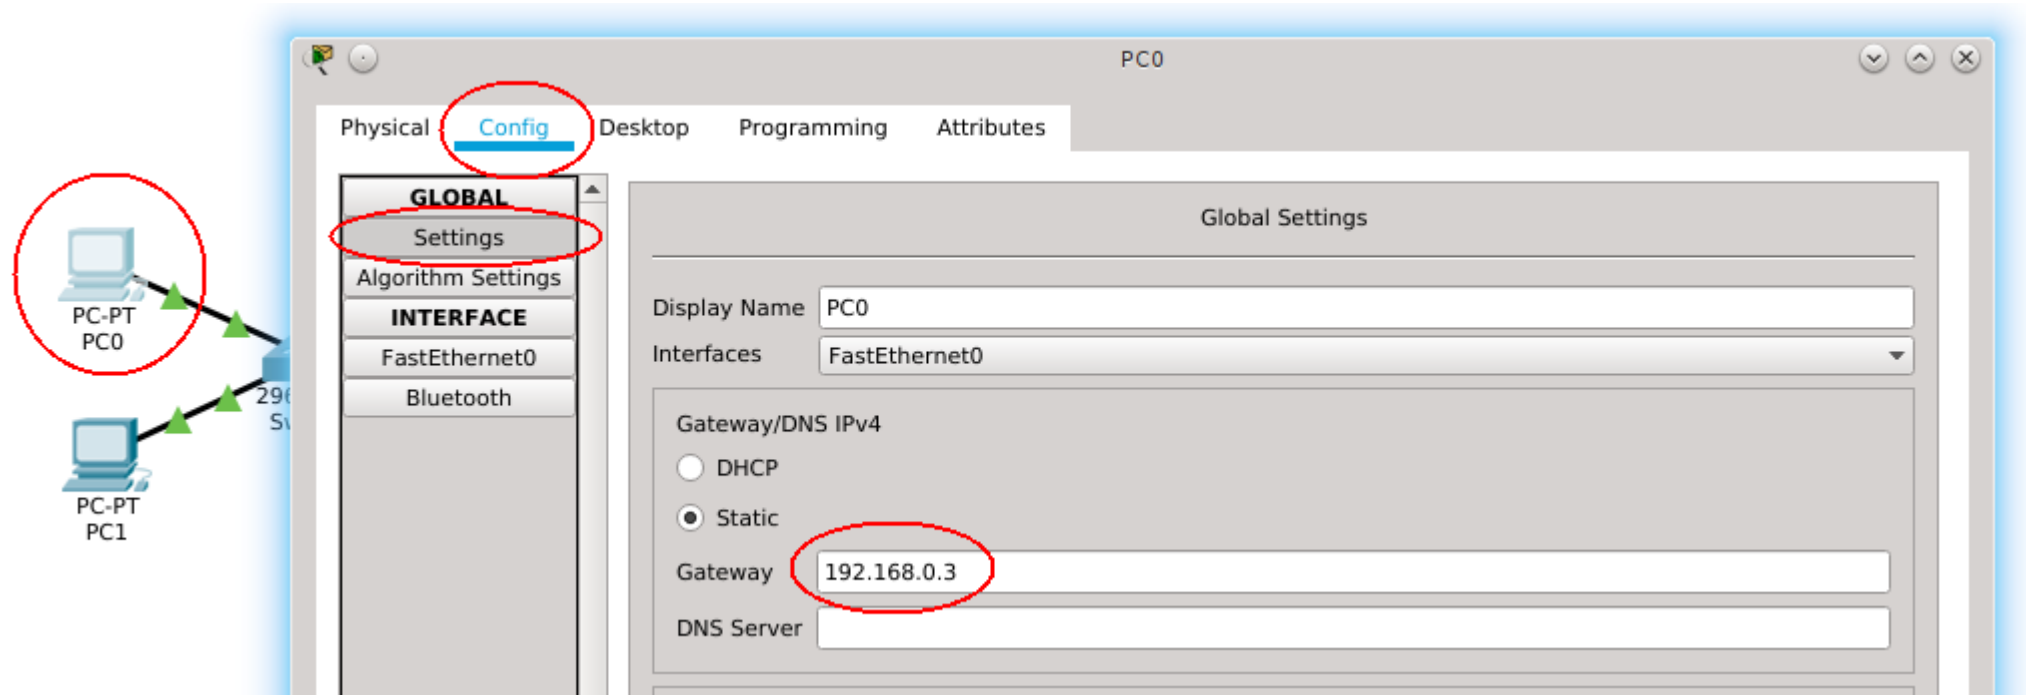 PC0
Physical Config Desktop Programming Attributes
GLOBAL
Settings
Algorithm Settings
INTERFACE
FastEthernet0
Bluetooth
Global Settings
Display Name PC0
Interfaces FastEthernet0
Gateway/DNS IPv4
DHCP
Static
Gateway 192.168.0.3
DNS Server
PC-PT
PC0
PC-PT
PC1